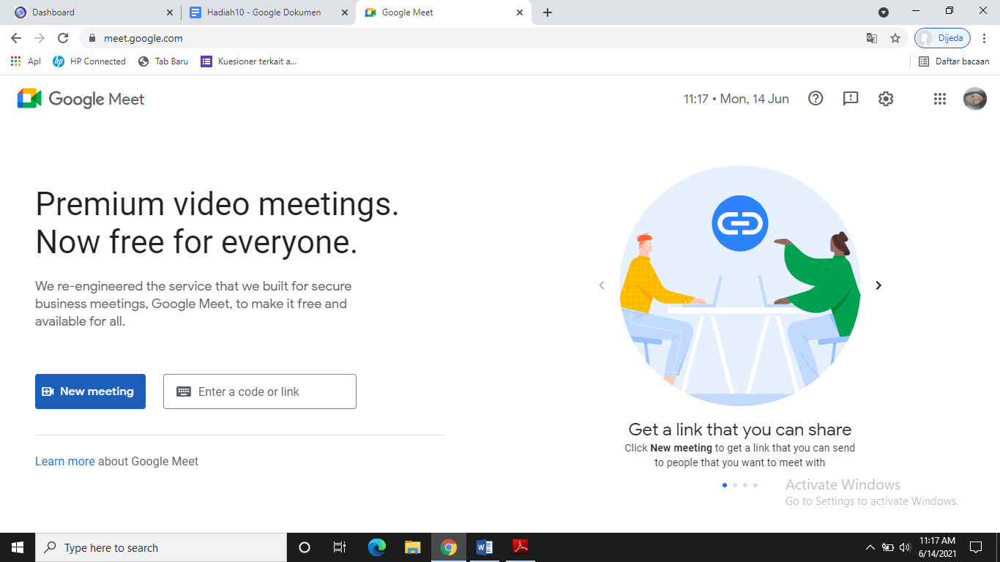 Dashboard
Hadiah10 - Google Dokumen
Google Meet
meet.google.com
Dijeda
Apl
HP Connected
Tab Baru
Kuesioner terkait a...
Daftar bacaan
Google Meet
11:17 • Mon, 14 Jun
Premium video meetings.
Now free for everyone.
We re-engineered the service that we built for secure
business meetings, Google Meet, to make it free and
available for all.
New meeting
Enter a code or link
Learn more about Google Meet
Get a link that you can share
Click New meeting to get a link that you can send
to people that you want to meet with
Activate Windows
Go to Settings to activate Windows.
Type here to search
11:17 AM
6/14/2021